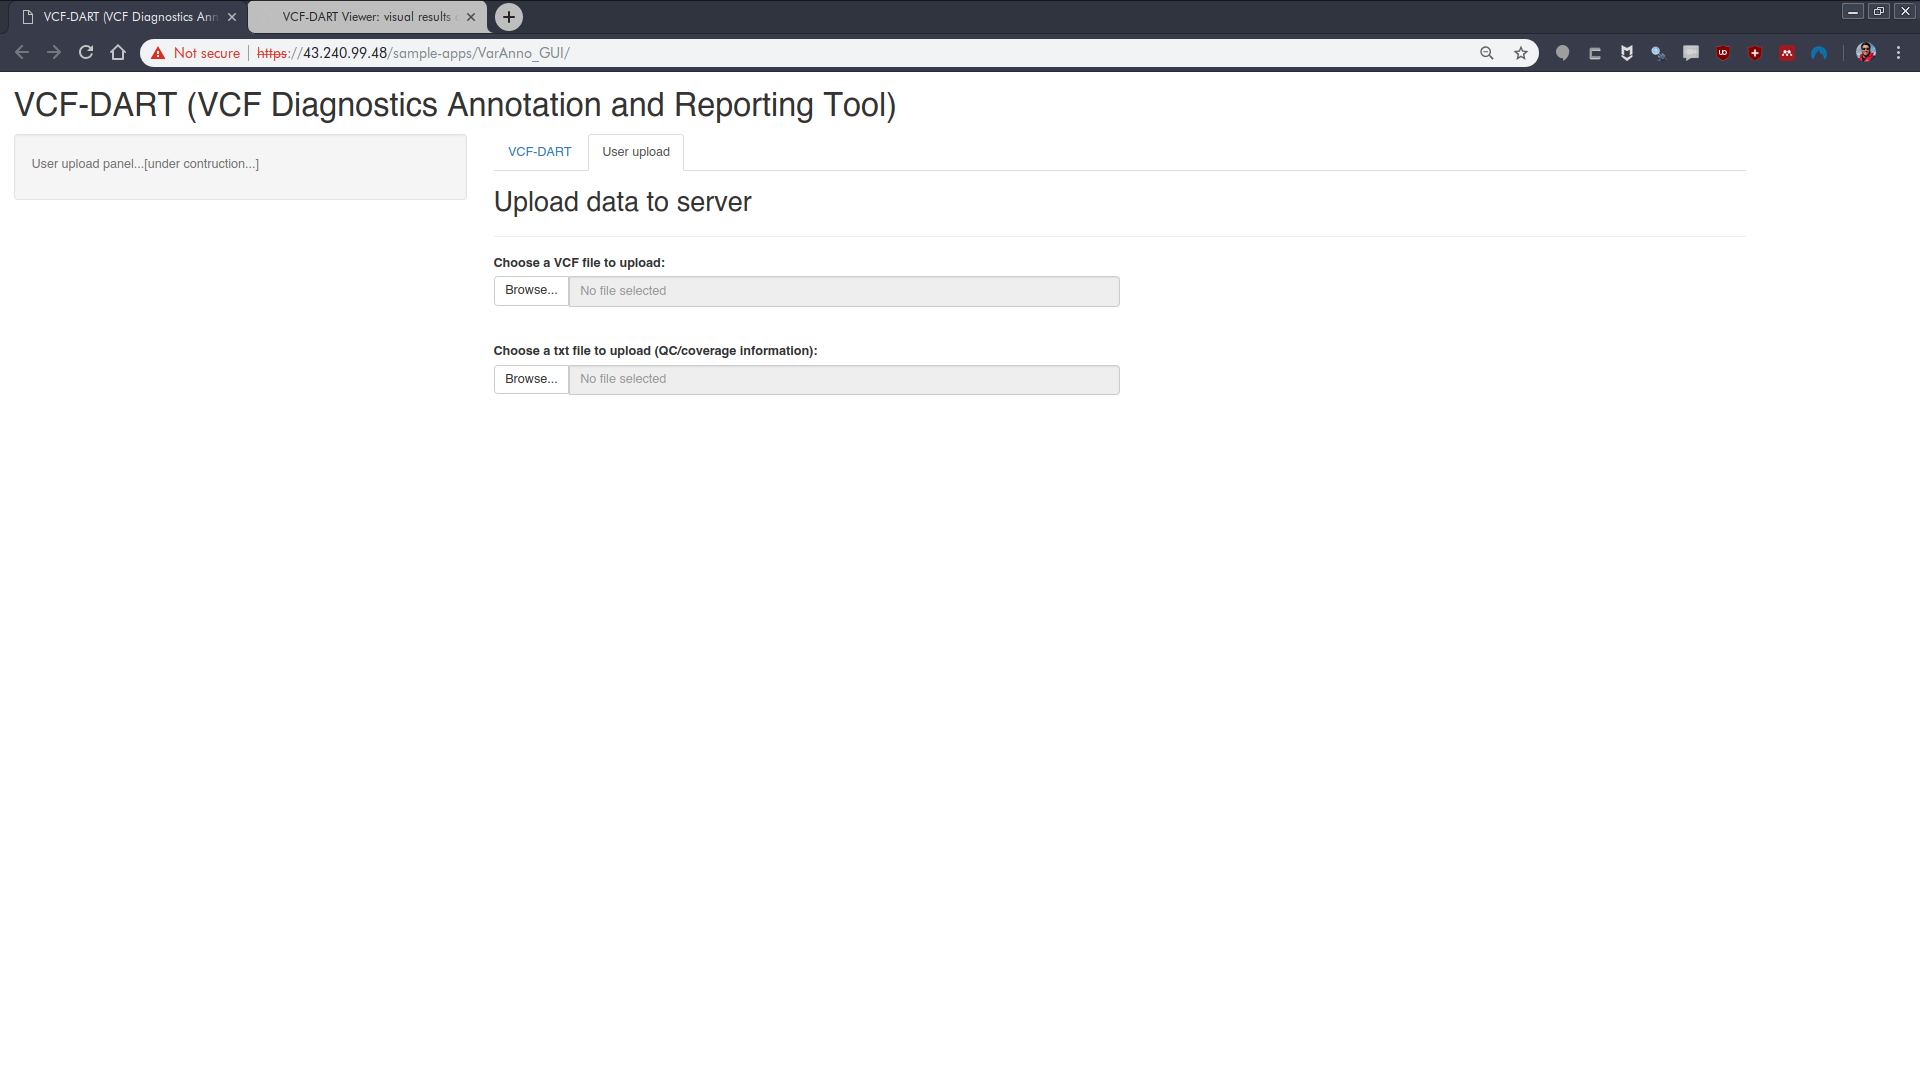 VCF-DART (VCF Diagnostics Ann
VCF-DART Viewer: visual results
Not secure https://43.240.99.48/sample-apps/VarAnno_GUI/
VCF-DART (VCF Diagnostics Annotation and Reporting Tool)
User upload panel...[under contruction...]
VCF-DART
User upload
Upload data to server
Choose a VCF file to upload:
Browse... No file selected
Choose a txt file to upload (QC/coverage information):
Browse... No file selected